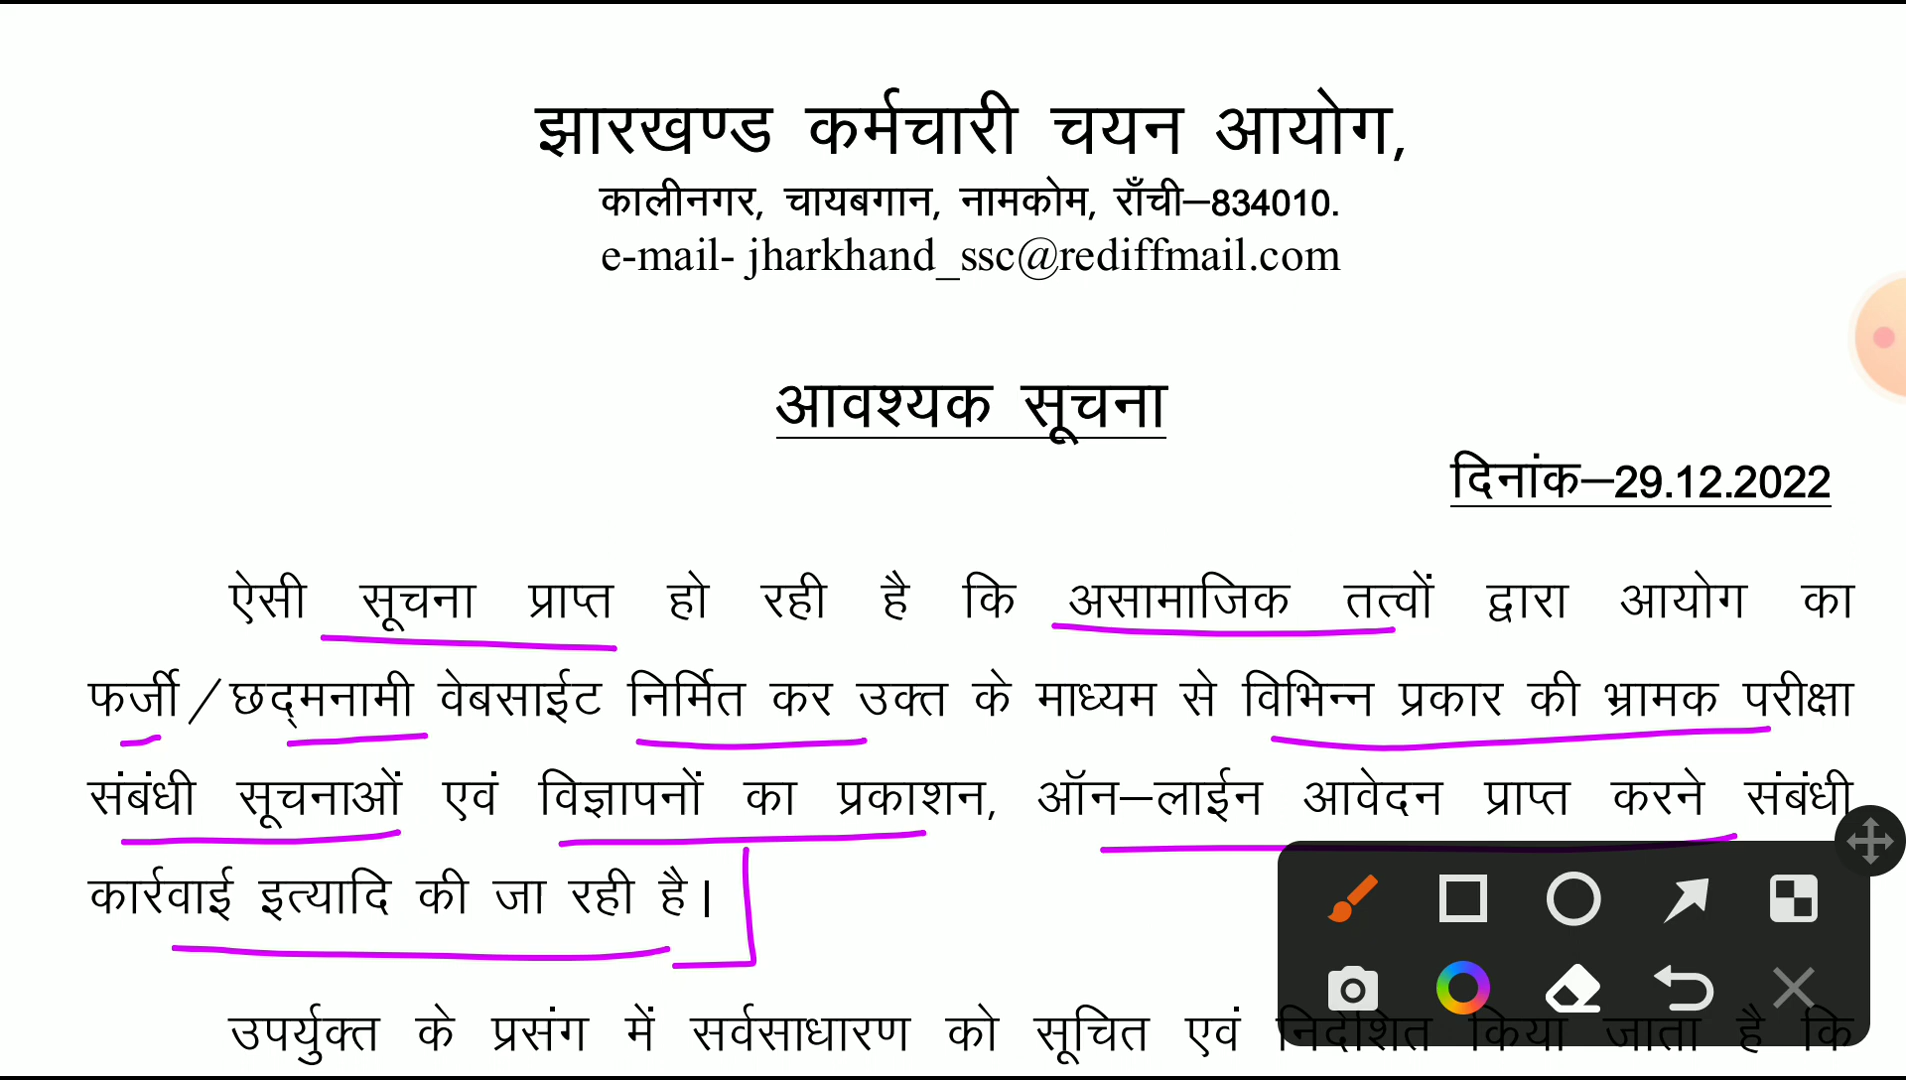 झारखण्ड कर्मचारी चयन आयोग,
कालीनगर, चायबगान, नामकोम, राँची–834010.
e-mail- jharkhand_ssc@rediffmail.com
आवश्यक सूचना
दिनांक–29.12.2022
ऐसी सूचना प्राप्त हो रही है कि असामाजिक तत्वों द्वारा आयोग का
फर्जी/छद्मनामी वेबसाईट निर्मित कर उक्त के माध्यम से विभिन्न प्रकार की भ्रामक परीक्षा
संबंधी सूचनाओं एवं विज्ञापनों का प्रकाशन, ऑन–लाईन आवेदन प्राप्त करने संबंधी
कार्रवाई इत्यादि की जा रही है।
उपर्युक्त के प्रसंग में सर्वसाधारण को सूचित एवं निर्देशित किया जाता है कि